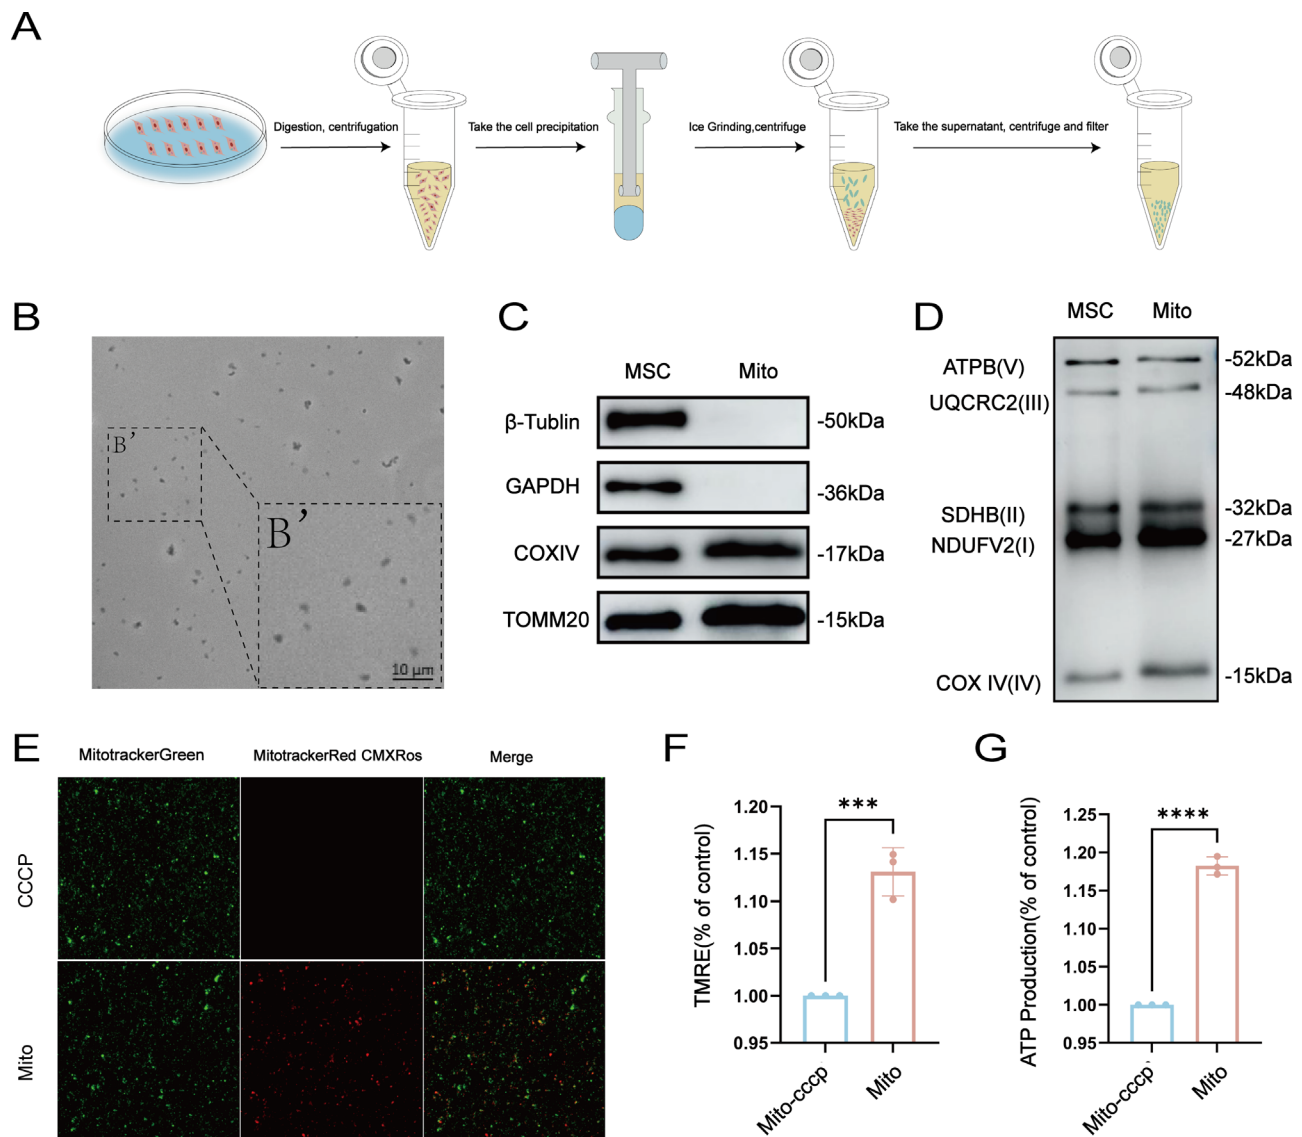 A
Digestion, centrifugation
Take the cell precipitation
Ice Grinding,centrifuge
Take the supernatant, centrifuge and filter
B
B’
B’
10 μm
C
MSC Mito
β-Tublin -50kDa
GAPDH -36kDa
COXIV -17kDa
TOMM20 -15kDa
D
MSC Mito
ATPB(V) -52kDa
UQCRC2(III) -48kDa
SDHB(II) -32kDa
NDUFV2(I) -27kDa
COX IV(IV) -15kDa
E
MitotrackerGreen MitotrackerRed CMXRos Merge
CCCP
Mito
F
TMRE(% of control)
1.20
1.15
1.10
1.05
1.00
0.95
***
Mito-cccp Mito
G
ATP Production(% of control)
1.25
1.20
1.15
1.10
1.05
1.00
0.95
****
Mito-cccp Mito